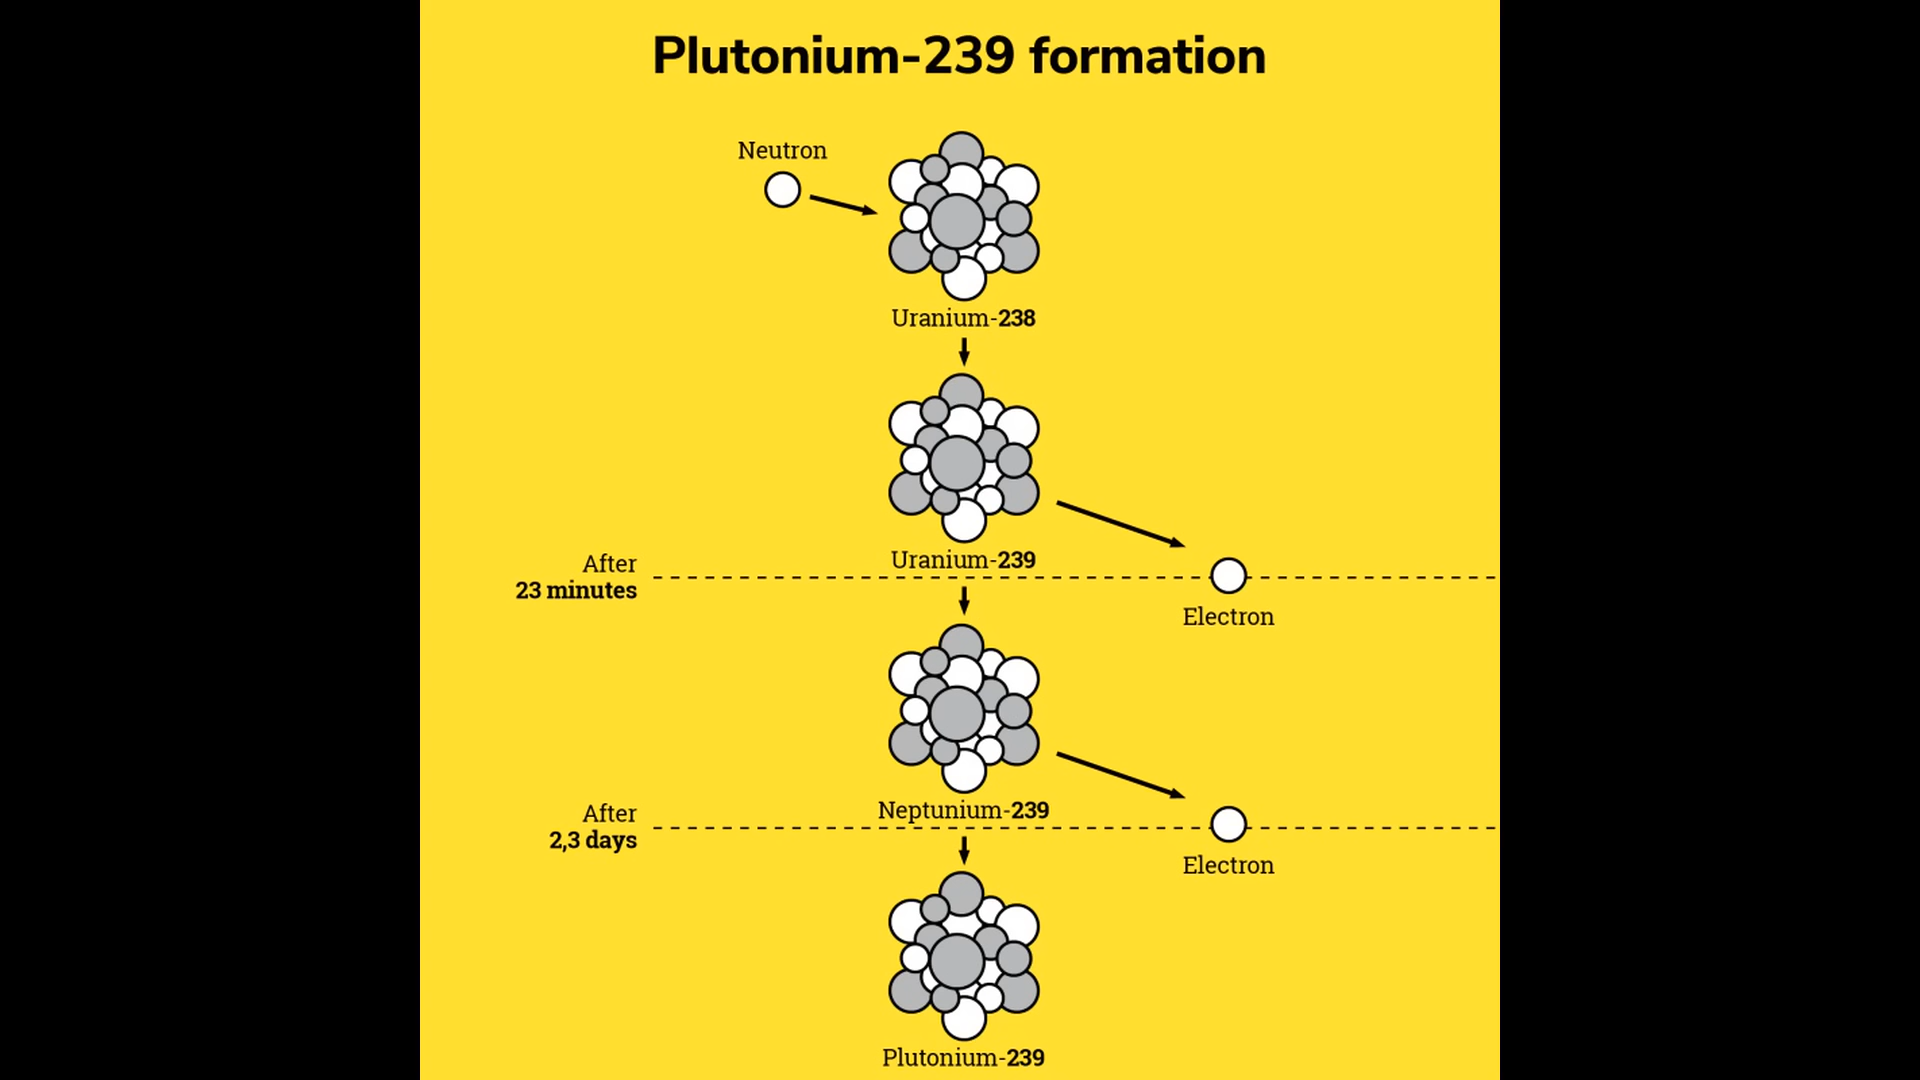 Plutonium-239 formation
Neutron
Uranium-238
Uranium-239
After
23 minutes
Electron
Neptunium-239
After
2,3 days
Electron
Plutonium-239